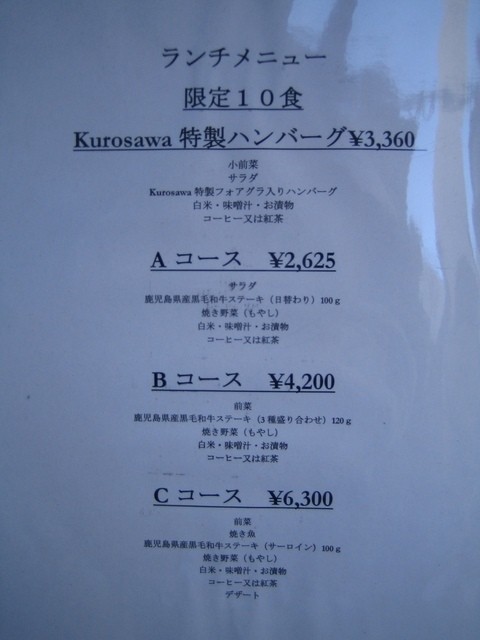 ランチメニュー
限定１０食
Kurosawa 特製ハンバーグ¥3,360
小前菜
サラダ
Kurosawa 特製フォアグラ入りハンバーグ
白米・味噌汁・お漬物
コーヒー又は紅茶
A コース　¥2,625
サラダ
鹿児島県産黒毛和牛ステーキ（日替わり）100ｇ
焼き野菜（もやし）
白米・味噌汁・お漬物
コーヒー又は紅茶
B コース　¥4,200
前菜
鹿児島県産黒毛和牛ステーキ（3 種盛り合わせ）120ｇ
焼き野菜（もやし）
白米・味噌汁・お漬物
コーヒー又は紅茶
C コース　¥6,300
前菜
焼き魚
鹿児島県産黒毛和牛ステーキ（サーロイン）100ｇ
焼き野菜（もやし）
白米・味噌汁・お漬物
コーヒー又は紅茶
デザート